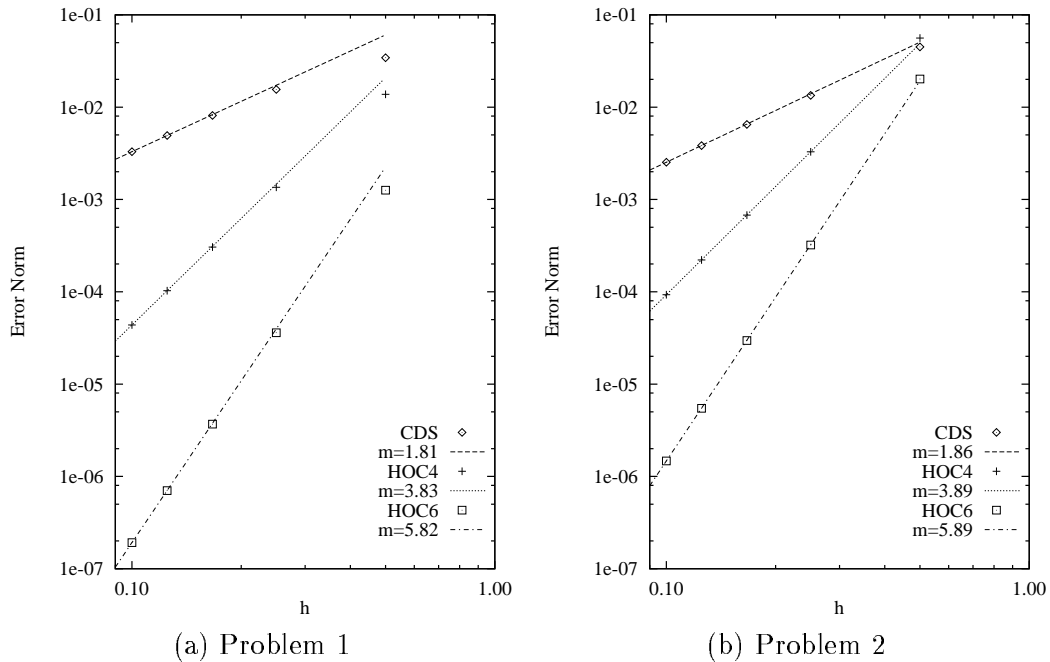 1e-01
1e-02
1e-03
1e-04
1e-05
1e-06
1e-07
Error Norm
0.10
1.00
h
CDS
m=1.81
HOC4
m=3.83
HOC6
m=5.82
(a) Problem 1
1e-01
1e-02
1e-03
1e-04
1e-05
1e-06
1e-07
Error Norm
0.10
1.00
h
CDS
m=1.86
HOC4
m=3.89
HOC6
m=5.89
(b) Problem 2